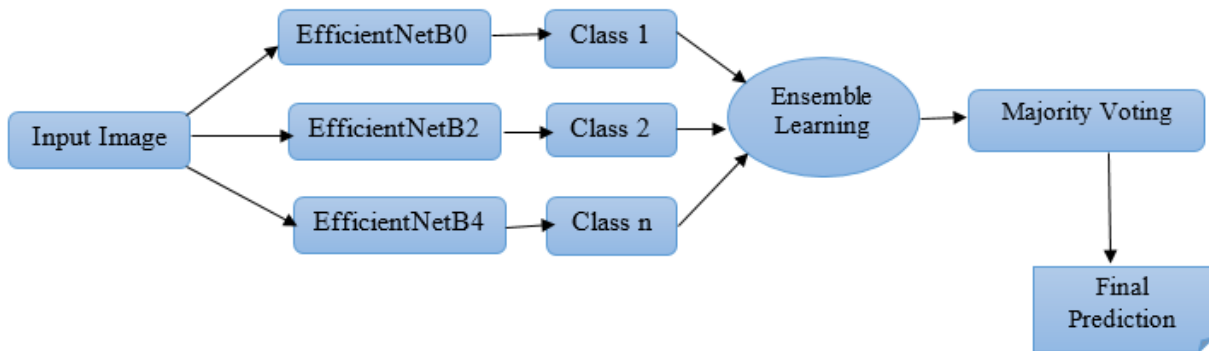 EfficientNetB0
Class 1
Input Image
EfficientNetB2
Class 2
EfficientNetB4
Class n
Ensemble
Learning
Majority Voting
Final
Prediction